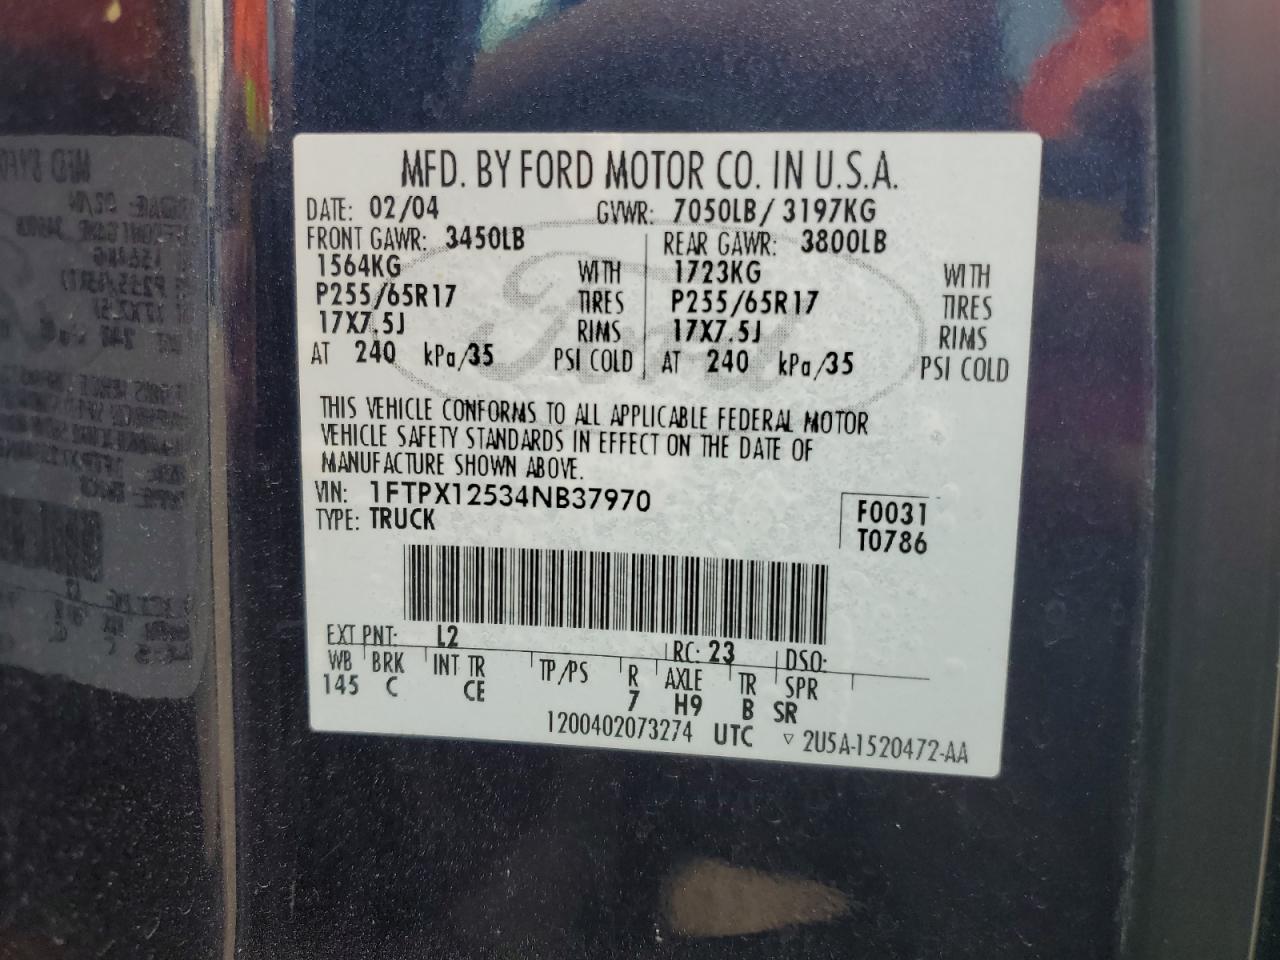 MFD. BY FORD MOTOR CO. IN U.S.A.
DATE: 02/04 GVWR: 7050LB/ 3197KG
FRONT GAWR: 3450LB REAR GAWR: 3800LB
1564KG WITH 1723KG WITH
P255/65R17 TIRES P255/65R17 TIRES
17X7.5J RIMS 17X7.5J RIMS
AT 240 kPa/35 PSI COLD AT 240 kPa/35 PSI COLD
Ford
THIS VEHICLE CONFORMS TO ALL APPLICABLE FEDERAL MOTOR
VEHICLE SAFETY STANDARDS IN EFFECT ON THE DATE OF
MANUFACTURE SHOWN ABOVE.
VIN: 1FTPX12534NB37970 F0031
TYPE: TRUCK T0786
EXT PNT: L2 RC: 23 DSO:
WB BRK INT TR TP/PS R AXLE TR SPR
145 C CE 7 H9 B SR
1200402073274 UTC ▽ 2U5A-1520472-AA